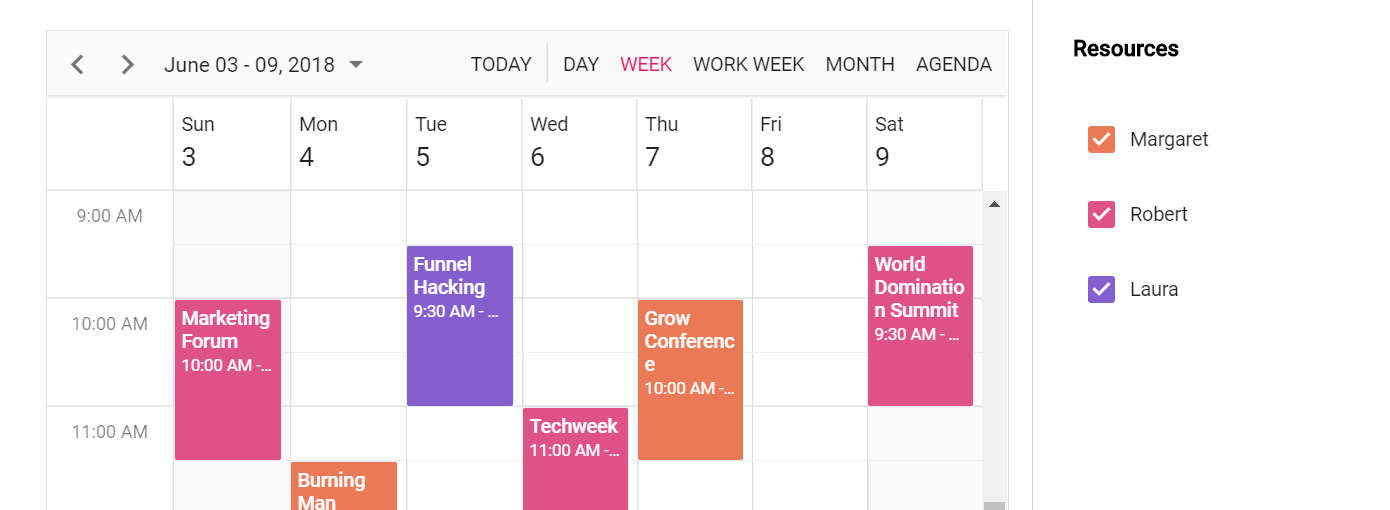 June 03 - 09, 2018
TODAY
DAY
WEEK
WORK WEEK
MONTH
AGENDA
Sun
3
Mon
4
Tue
5
Wed
6
Thu
7
Fri
8
Sat
9
9:00 AM
10:00 AM
11:00 AM
Marketing
Forum
10:00 AM -...
Burning
Man
Funnel
Hacking
9:30 AM - ...
Techweek
11:00 AM -...
Grow
Conferenc
e
10:00 AM -...
World
Dominatio
n Summit
9:30 AM - ...
Resources
Margaret
Robert
Laura